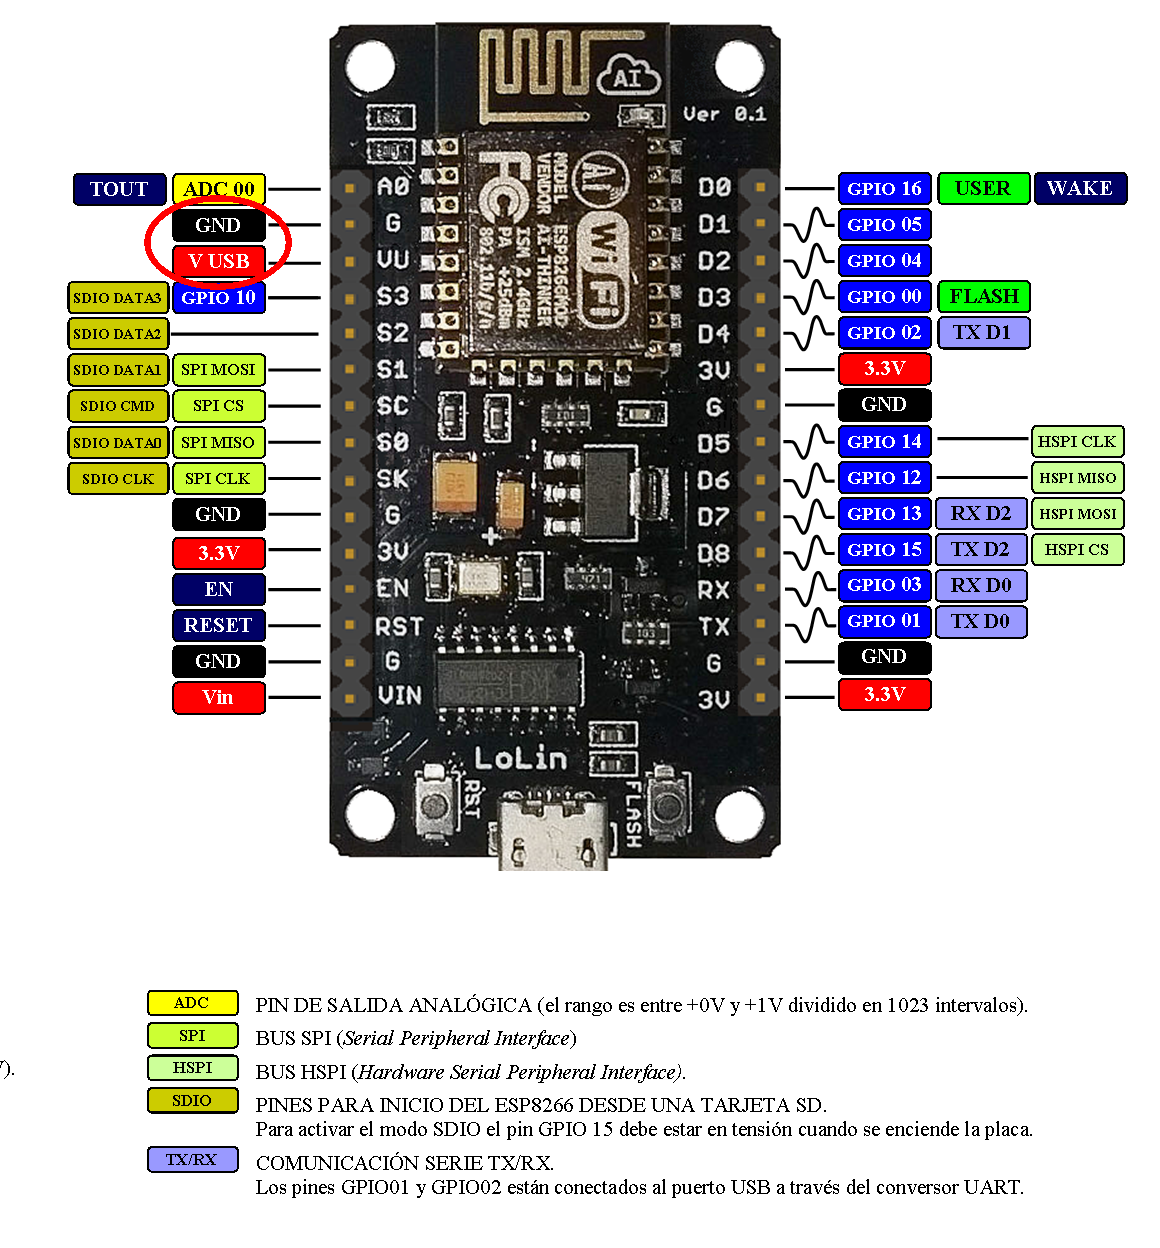 AI
Ver 0.1
Ai
WiFi
FC
MODEL ESP8266MOD
VENDOR AI-THINKER
ISM 2.4GHz
PA +25dBm
802.11b/g/n
TOUT ADC 00 A0
GND G
V USB VU
SDIO DATA3 GPIO 10 S3
SDIO DATA2 S2
SDIO DATA1 SPI MOSI S1
SDIO CMD SPI CS SC
SDIO DATA0 SPI MISO S0
SDIO CLK SPI CLK SK
GND G
3.3V 3V
EN EN
RESET RST
GND G
Vin VIN
D0 GPIO 16 USER WAKE
D1 GPIO 05
D2 GPIO 04
D3 GPIO 00 FLASH
D4 GPIO 02 TX D1
3V 3.3V
G GND
D5 GPIO 14 HSPI CLK
D6 GPIO 12 HSPI MISO
D7 GPIO 13 RX D2 HSPI MOSI
D8 GPIO 15 TX D2 HSPI CS
RX GPIO 03 RX D0
TX GPIO 01 TX D0
G GND
3V 3.3V
LoLin
RST
FLASH
ADC PIN DE SALIDA ANALÓGICA (el rango es entre +0V y +1V dividido en 1023 intervalos).
SPI BUS SPI (Serial Peripheral Interface)
HSPI BUS HSPI (Hardware Serial Peripheral Interface).
SDIO PINES PARA INICIO DEL ESP8266 DESDE UNA TARJETA SD.
Para activar el modo SDIO el pin GPIO 15 debe estar en tensión cuando se enciende la placa.
TX/RX COMUNICACIÓN SERIE TX/RX.
Los pines GPIO01 y GPIO02 están conectados al puerto USB a través del conversor UART.